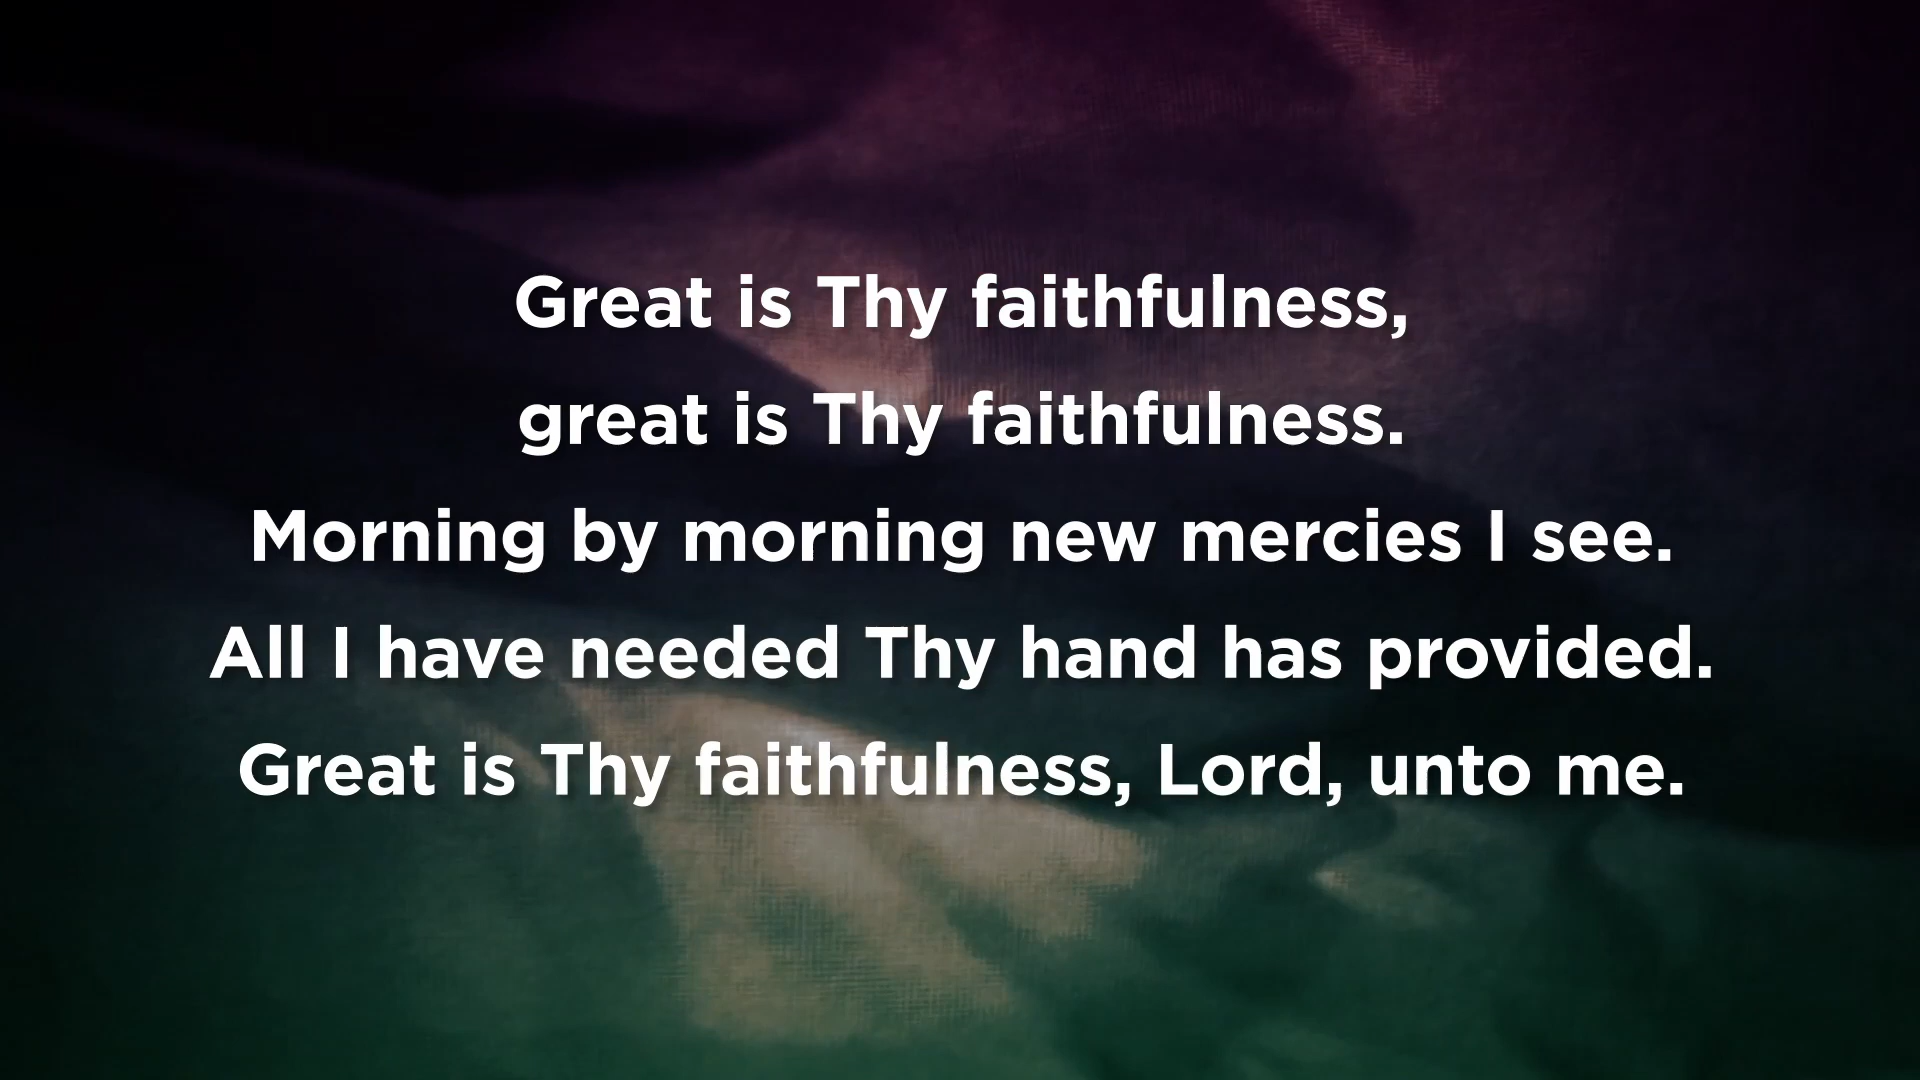 Great is Thy faithfulness,
great is Thy faithfulness.
Morning by morning new mercies I see.
All I have needed Thy hand has provided.
Great is Thy faithfulness, Lord, unto me.